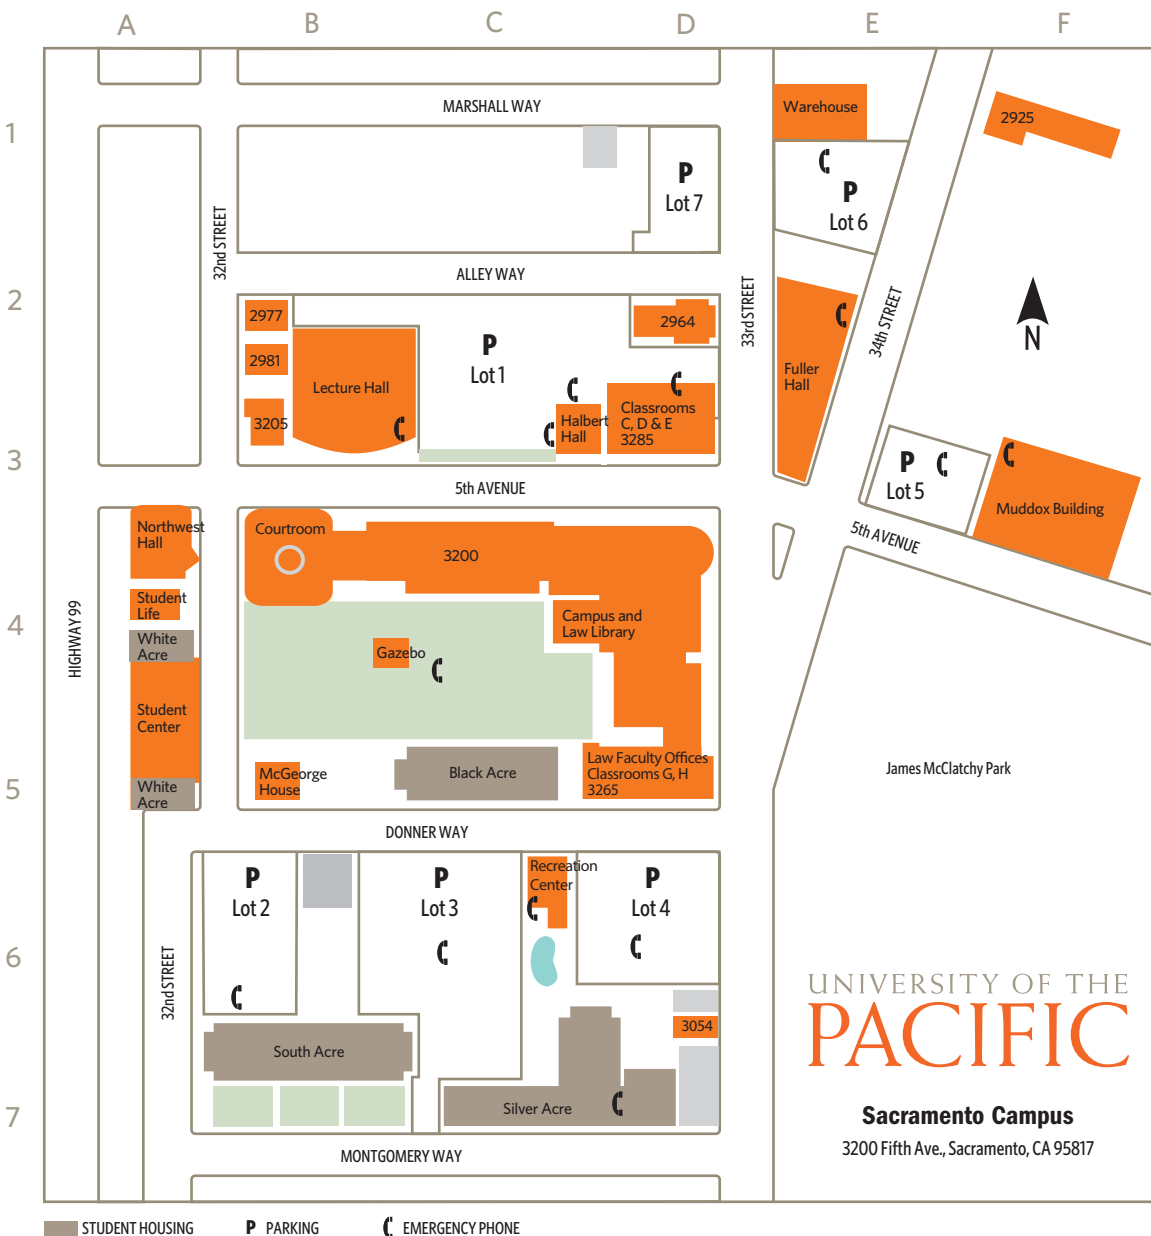 A B C D E F
1
2
3
4
5
6
7
MARSHALL WAY
Warehouse
2925
P
Lot 7
P
Lot 6
32nd STREET
ALLEY WAY
33rd STREET
34th STREET
2977
2981
3205
Lecture Hall
P
Lot 1
2964
Halbert
Hall
Classrooms
C, D & E
3285
Fuller
Hall
N
P
Lot 5
Muddox Building
5th AVENUE
5th AVENUE
HIGHWAY 99
Northwest
Hall
Student
Life
White
Acre
Student
Center
White
Acre
Courtroom
3200
Campus and
Law Library
Gazebo
McGeorge
House
Black Acre
Law Faculty Offices
Classrooms G, H
3265
James McClatchy Park
DONNER WAY
P
Lot 2
P
Lot 3
Recreation
Center
P
Lot 4
32nd STREET
3054
South Acre
Silver Acre
MONTGOMERY WAY
UNIVERSITY OF THE
PACIFIC
Sacramento Campus
3200 Fifth Ave., Sacramento, CA 95817
STUDENT HOUSING P PARKING EMERGENCY PHONE